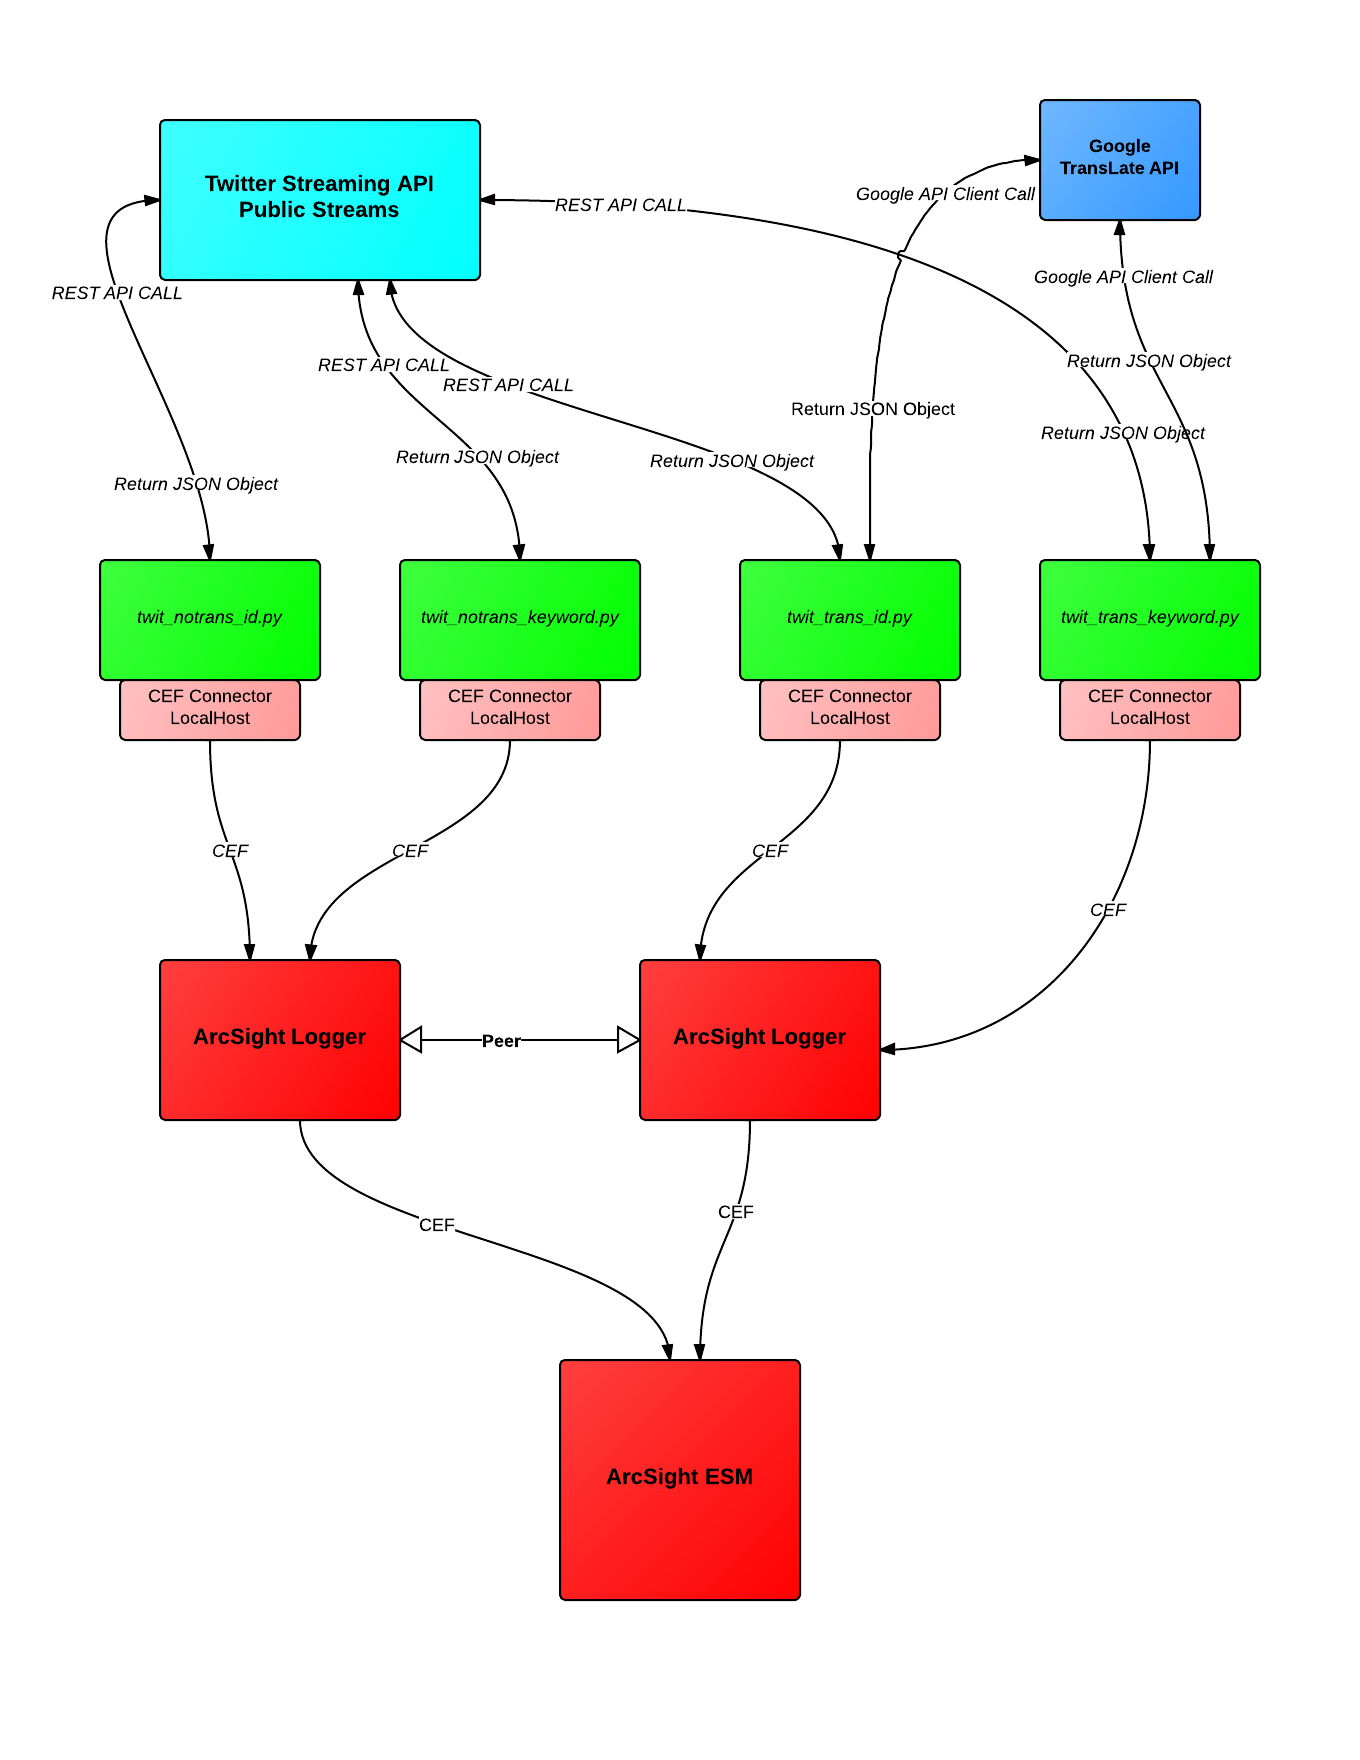 Google
TransLate API
Twitter Streaming API
Public Streams
Google API Client Call
REST API CALL
Google API Client Call
REST API CALL
REST API CALL
Return JSON Object
REST API CALL
Return JSON Object
Return JSON Object
Return JSON Object
Return JSON Object
Return JSON Object
twit_notrans_id.py
twit_notrans_keyword.py
twit_trans_id.py
twit_trans_keyword.py
CEF Connector
LocalHost
CEF Connector
LocalHost
CEF Connector
LocalHost
CEF Connector
LocalHost
CEF
CEF
CEF
CEF
ArcSight Logger
Peer
ArcSight Logger
CEF
CEF
ArcSight ESM